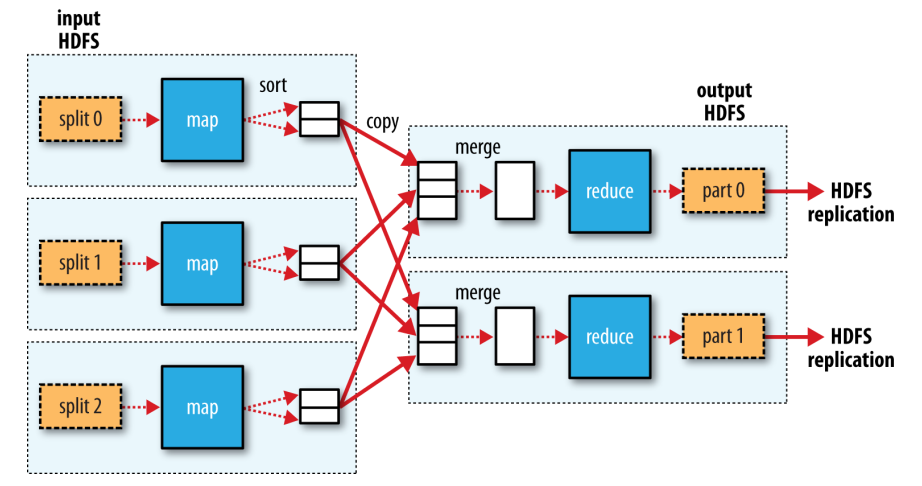 input
HDFS
split 0
map
sort
copy
split 1
map
split 2
map
output
HDFS
merge
reduce
part 0
HDFS
replication
merge
reduce
part 1
HDFS
replication